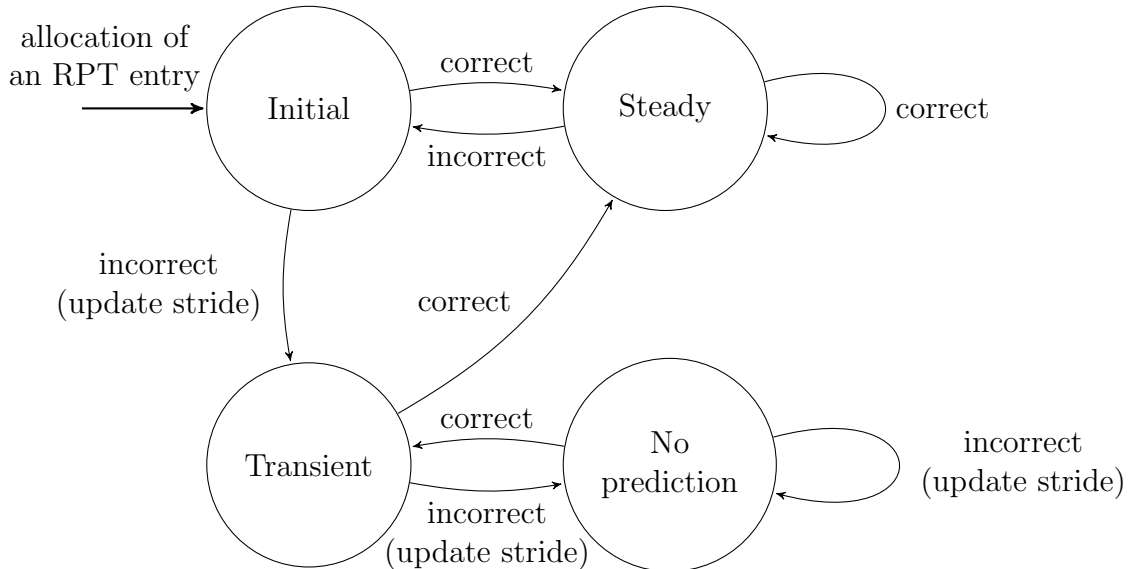 allocation of
an RPT entry
Initial
correct
incorrect
Steady
correct
incorrect
(update stride)
correct
Transient
correct
incorrect
(update stride)
No
prediction
incorrect
(update stride)